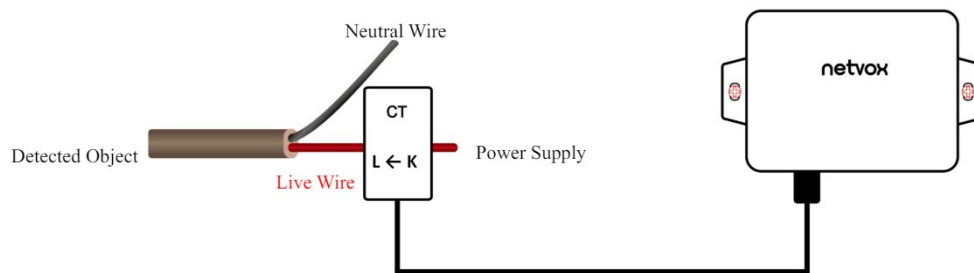 Neutral Wire
netvox
CT
Detected Object
L ← K
Power Supply
Live Wire